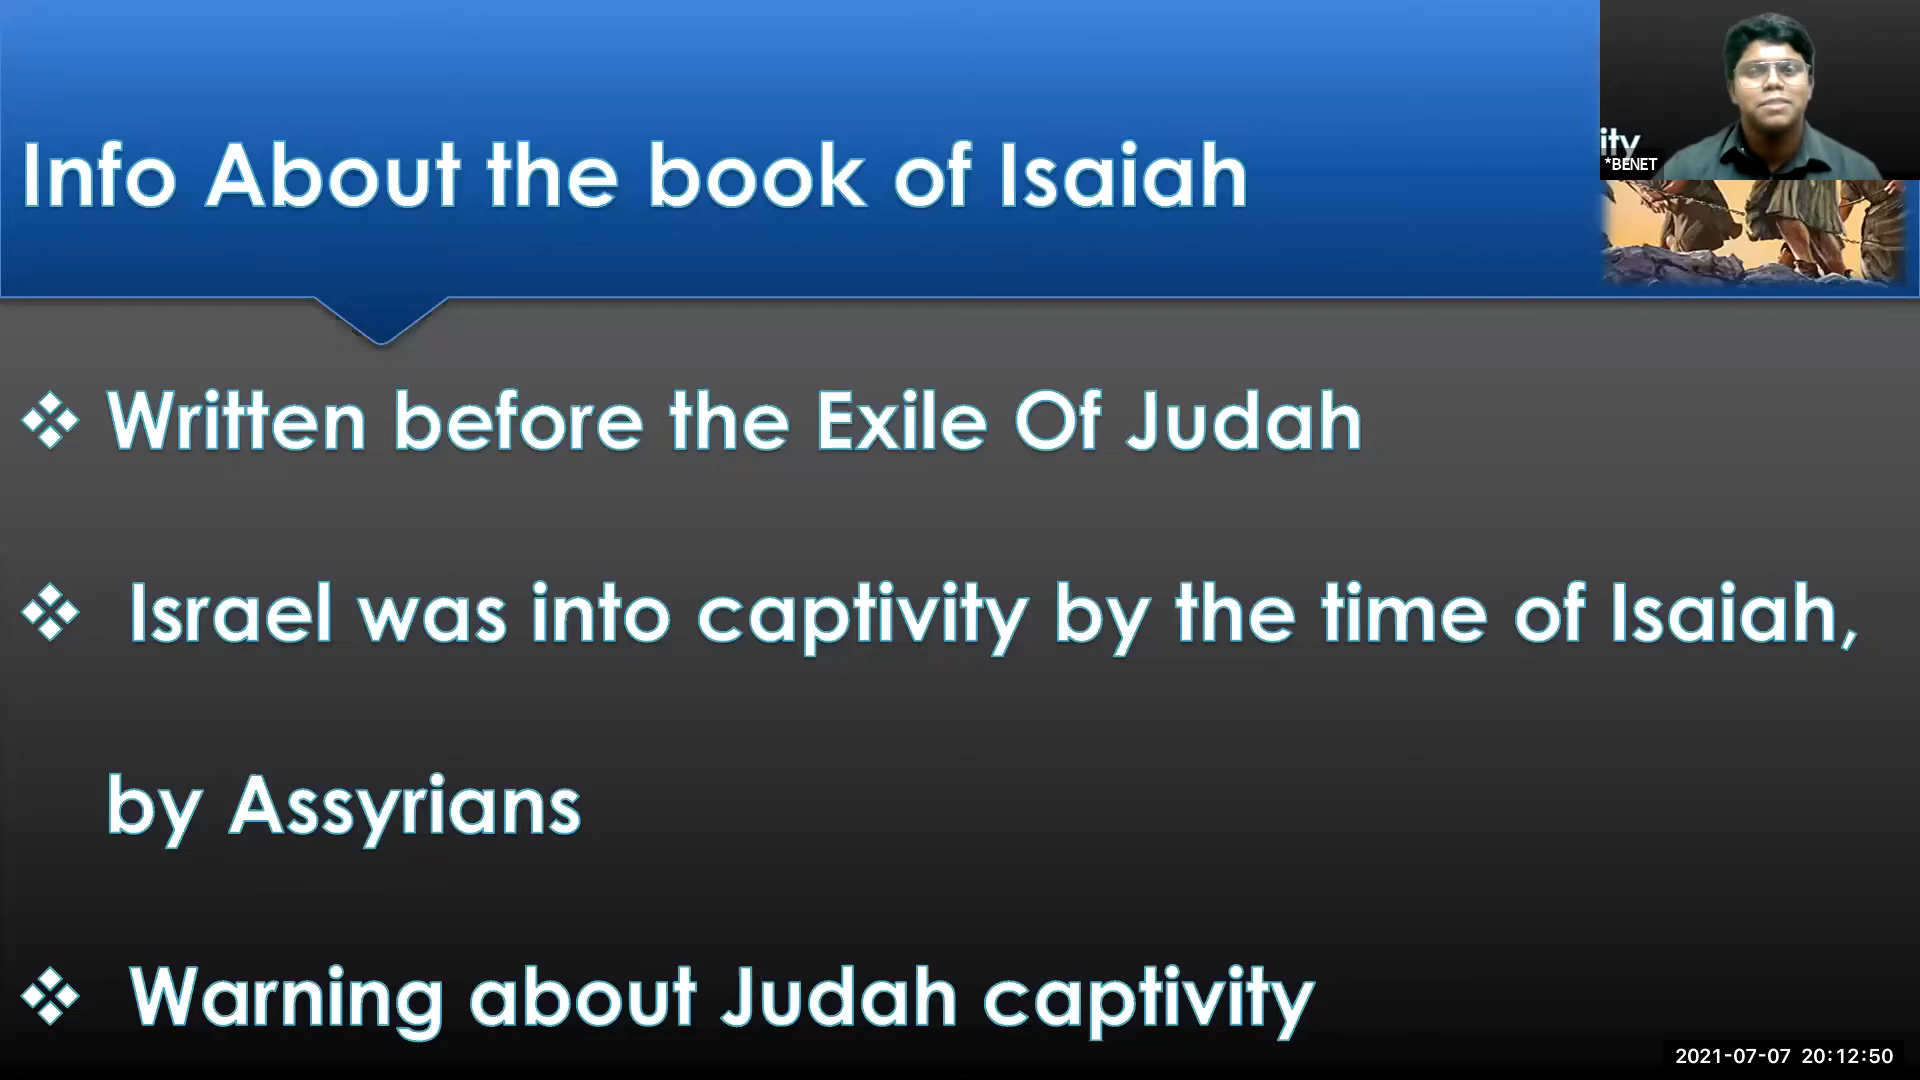 Info About the book of Isaiah
ity
*BENET
Written before the Exile Of Judah
Israel was into captivity by the time of Isaiah,
by Assyrians
Warning about Judah captivity
2021-07-07 20:12:50